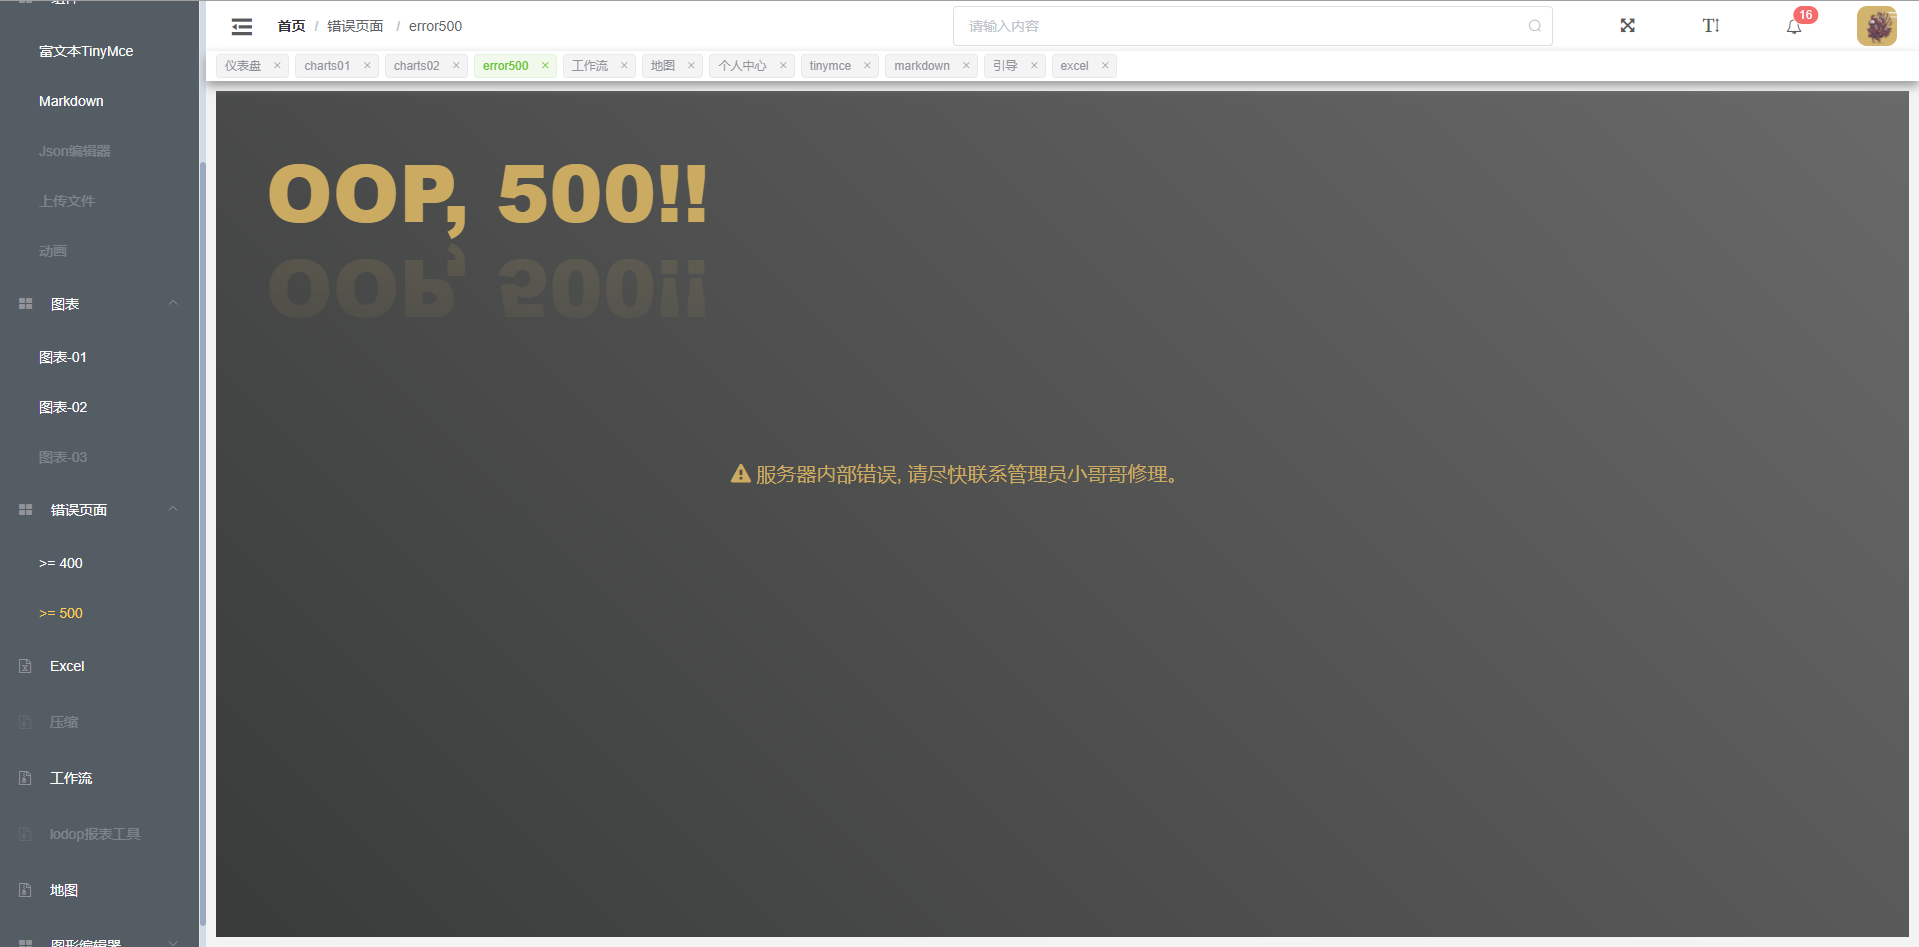 组件
富文本TinyMce
Markdown
Json编辑器
上传文件
动画
图表
图表-01
图表-02
图表-03
错误页面
>= 400
>= 500
Excel
压缩
工作流
lodop报表工具
地图
图形编辑器
首页 / 错误页面 / error500
请输入内容
T
16
仪表盘 × charts01 × charts02 × error500 × 工作流 × 地图 × 个人中心 × tinymce × markdown × 引导 × excel ×
OOP, 500!!
服务器内部错误, 请尽快联系管理员小哥哥修理。